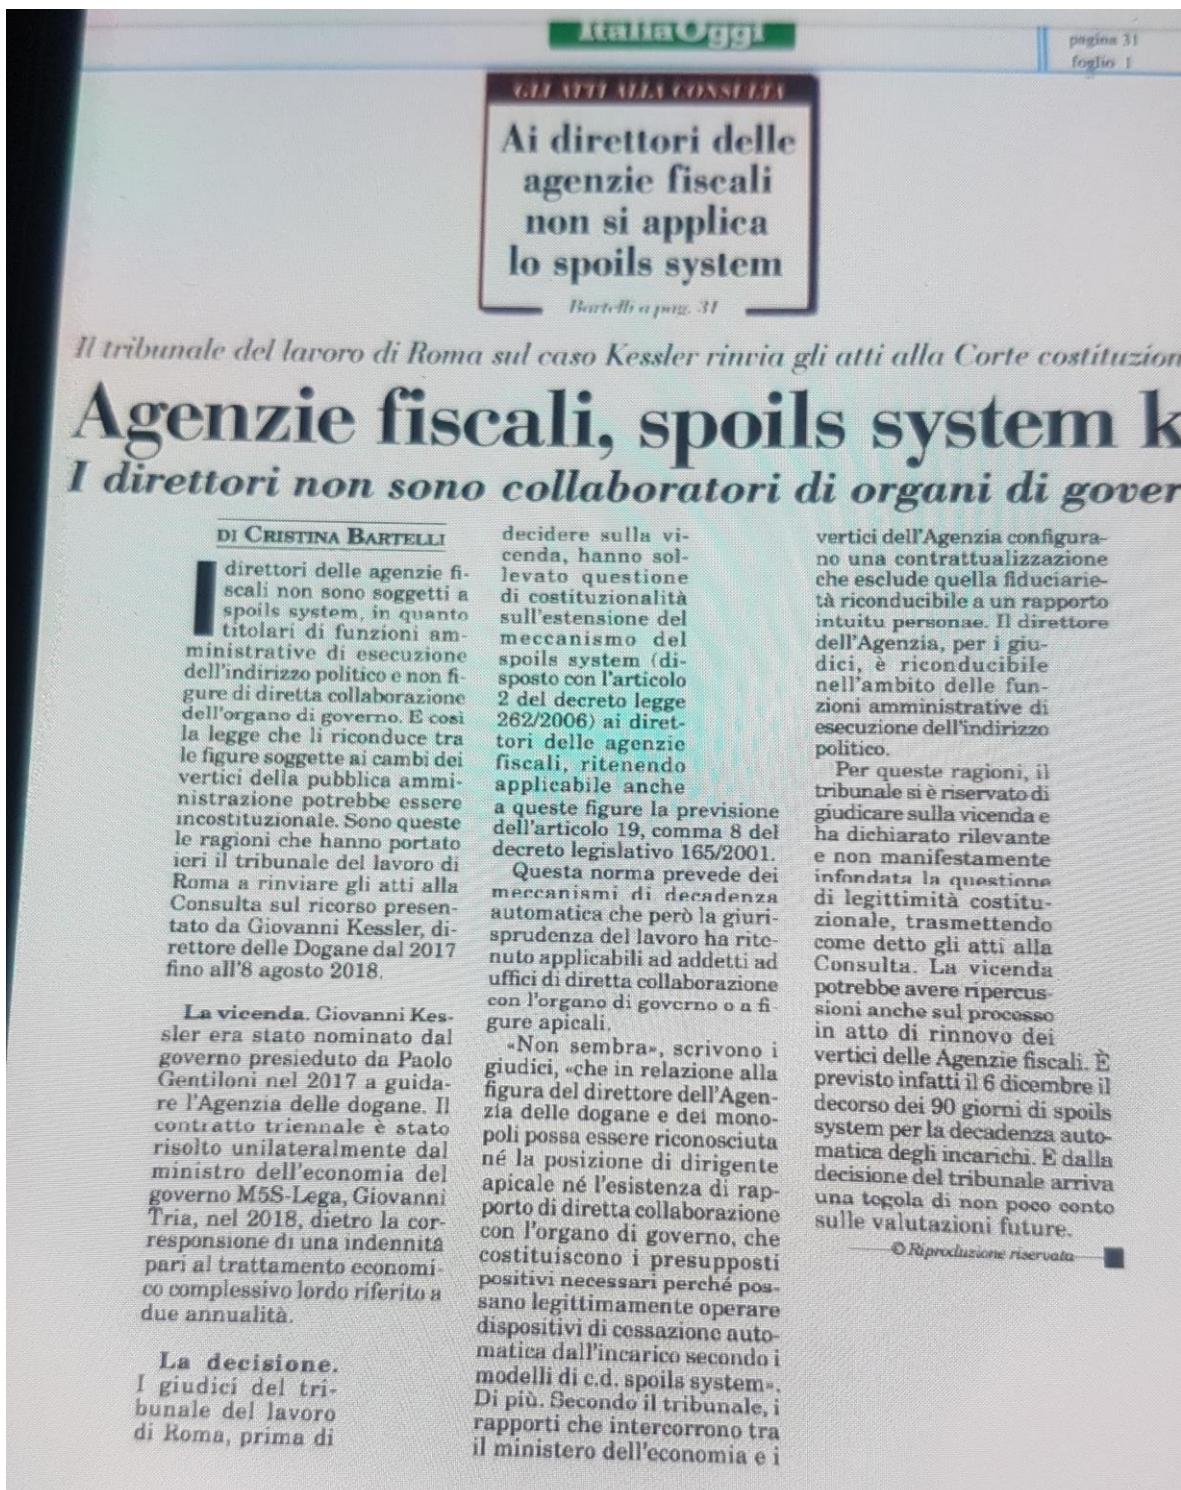 ItaliaOggi
pagina 31
foglio 1
GLI ATTI ALLA CONSULTA
Ai direttori delle
agenzie fiscali
non si applica
lo spoils system
Bartelli a pag. 31
Il tribunale del lavoro di Roma sul caso Kessler rinvia gli atti alla Corte costituzion
Agenzie fiscali, spoils system k
I direttori non sono collaboratori di organi di gover
DI CRISTINA BARTELLI
I direttori delle agenzie fi-
scali non sono soggetti a
spoils system, in quanto
titolari di funzioni am-
ministrative di esecuzione
dell'indirizzo politico e non fi-
gure di diretta collaborazione
dell'organo di governo. E così
la legge che li riconduce tra
le figure soggette ai cambi dei
vertici della pubblica ammi-
nistrazione potrebbe essere
incostituzionale. Sono queste
le ragioni che hanno portato
ieri il tribunale del lavoro di
Roma a rinviare gli atti alla
Consulta sul ricorso presen-
tato da Giovanni Kessler, di-
rettore delle Dogane dal 2017
fino all'8 agosto 2018.
La vicenda. Giovanni Kes-
sler era stato nominato dal
governo presieduto da Paolo
Gentiloni nel 2017 a guida-
re l'Agenzia delle dogane. Il
contratto triennale è stato
risolto unilateralmente dal
ministro dell'economia del
governo M5S-Lega, Giovanni
Tria, nel 2018, dietro la cor-
responsione di una indennità
pari al trattamento economi-
co complessivo lordo riferito a
due annualità.
La decisione.
I giudici del tri-
bunale del lavoro
di Roma, prima di
decidere sulla vi-
cenda, hanno sol-
levato questione
di costituzionalità
sull'estensione del
meccanismo del
spoils system (di-
sposto con l'articolo
2 del decreto legge
262/2006) ai diret-
tori delle agenzie
fiscali, ritenendo
applicabile anche
a queste figure la previsione
dell'articolo 19, comma 8 del
decreto legislativo 165/2001.
Questa norma prevede dei
meccanismi di decadenza
automatica che però la giuri-
sprudenza del lavoro ha rite-
nuto applicabili ad addetti ad
uffici di diretta collaborazione
con l'organo di governo o a fi-
gure apicali.
«Non sembra», scrivono i
giudici, «che in relazione alla
figura del direttore dell'Agen-
zia delle dogane e dei mono-
poli possa essere riconosciuta
né la posizione di dirigente
apicale né l'esistenza di rap-
porto di diretta collaborazione
con l'organo di governo, che
costituiscono i presupposti
positivi necessari perché pos-
sano legittimamente operare
dispositivi di cessazione auto-
matica dall'incarico secondo i
modelli di c.d. spoils system».
Di più. Secondo il tribunale, i
rapporti che intercorrono tra
il ministero dell'economia e i
vertici dell'Agenzia configura-
no una contrattualizzazione
che esclude quella fiduciarie-
tà riconducibile a un rapporto
intuitu personae. Il direttore
dell'Agenzia, per i giu-
dici, è riconducibile
nell'ambito delle fun-
zioni amministrative di
esecuzione dell'indirizzo
politico.
Per queste ragioni, il
tribunale si è riservato di
giudicare sulla vicenda e
ha dichiarato rilevante
e non manifestamente
infondata la questione
di legittimità costitu-
zionale, trasmettendo
come detto gli atti alla
Consulta. La vicenda
potrebbe avere ripercus-
sioni anche sul processo
in atto di rinnovo dei
vertici delle Agenzie fiscali. È
previsto infatti il 6 dicembre il
decorso dei 90 giorni di spoils
system per la decadenza auto-
matica degli incarichi. E dalla
decisione del tribunale arriva
una tegola di non poco conto
sulle valutazioni future.
© Riproduzione riservata